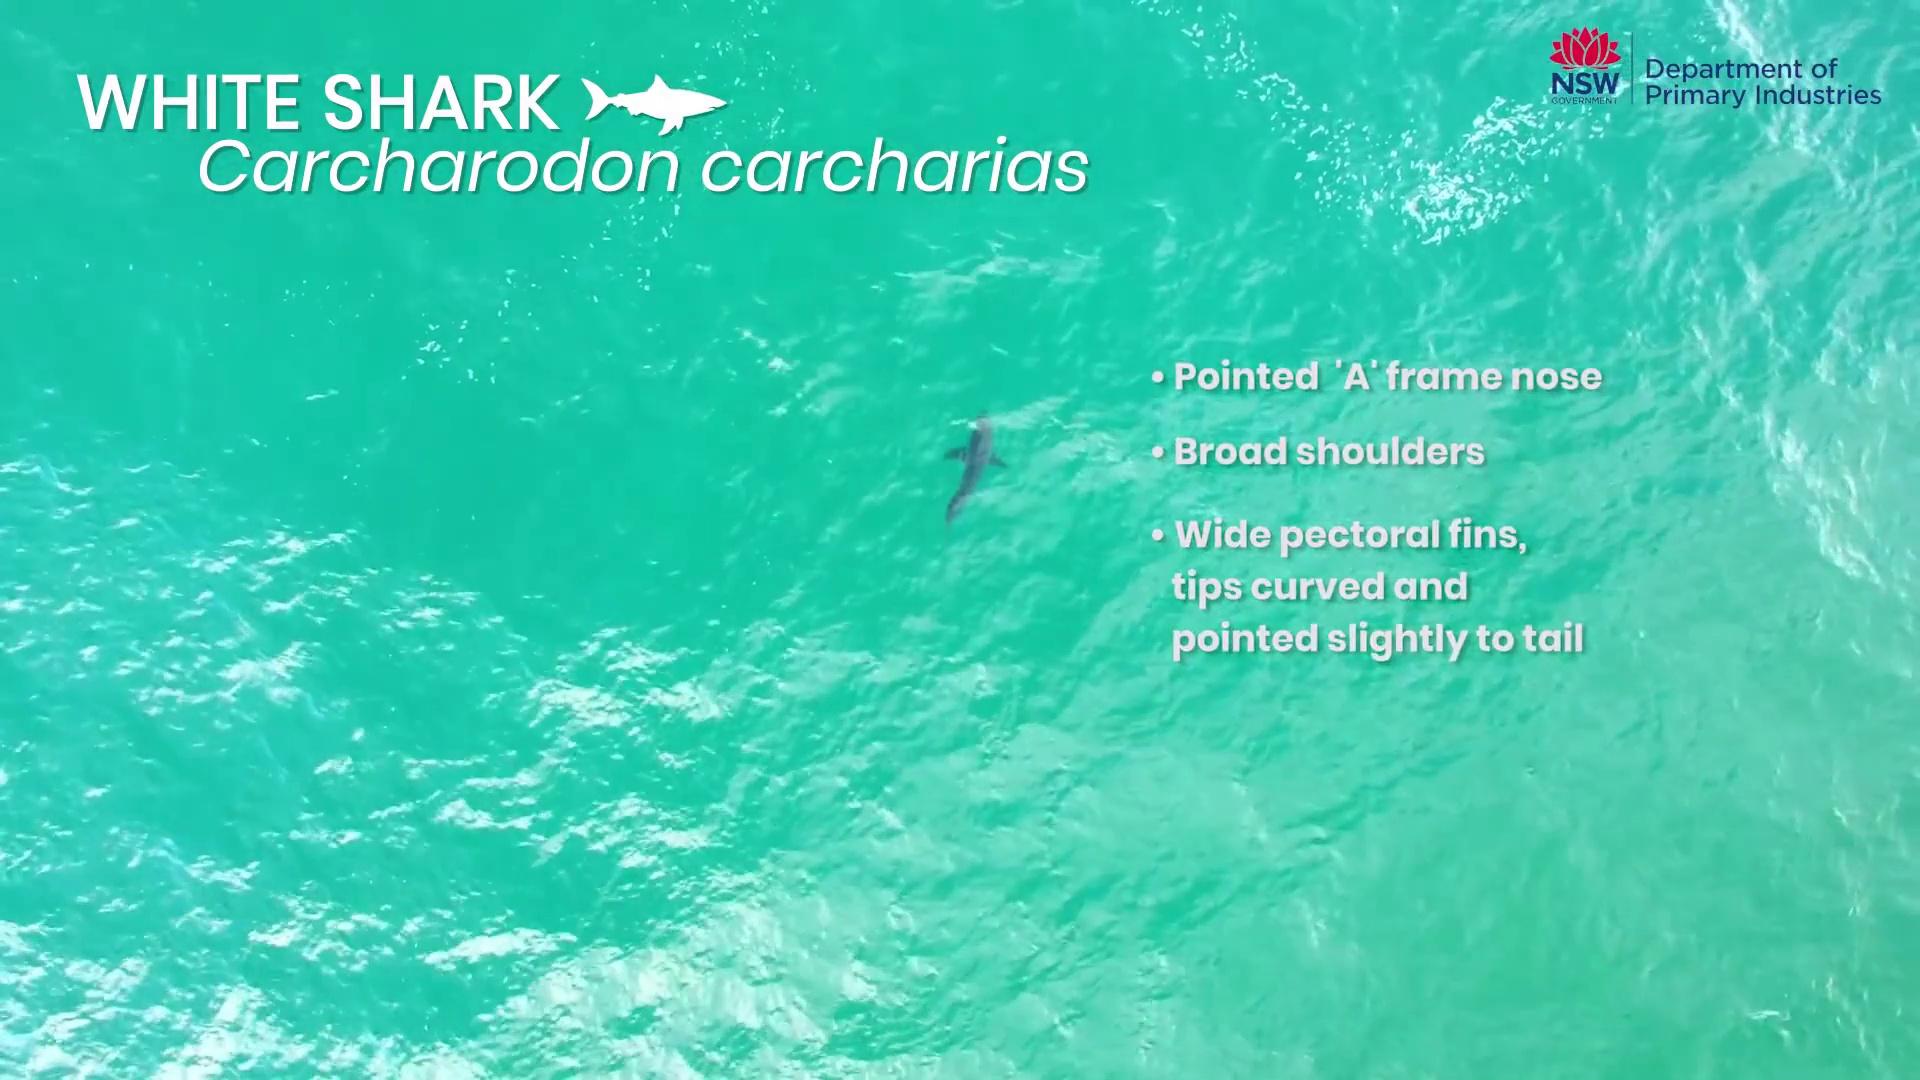 WHITE SHARK
Carcharodon carcharias
NSW
GOVERNMENT
Department of
Primary Industries
• Pointed 'A' frame nose
• Broad shoulders
• Wide pectoral fins,
tips curved and
pointed slightly to tail